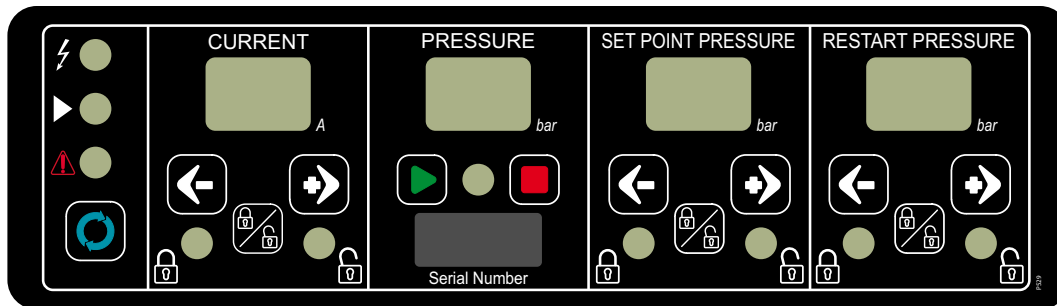 CURRENT
A
PRESSURE
bar
Serial Number
SET POINT PRESSURE
bar
RESTART PRESSURE
bar
PS29